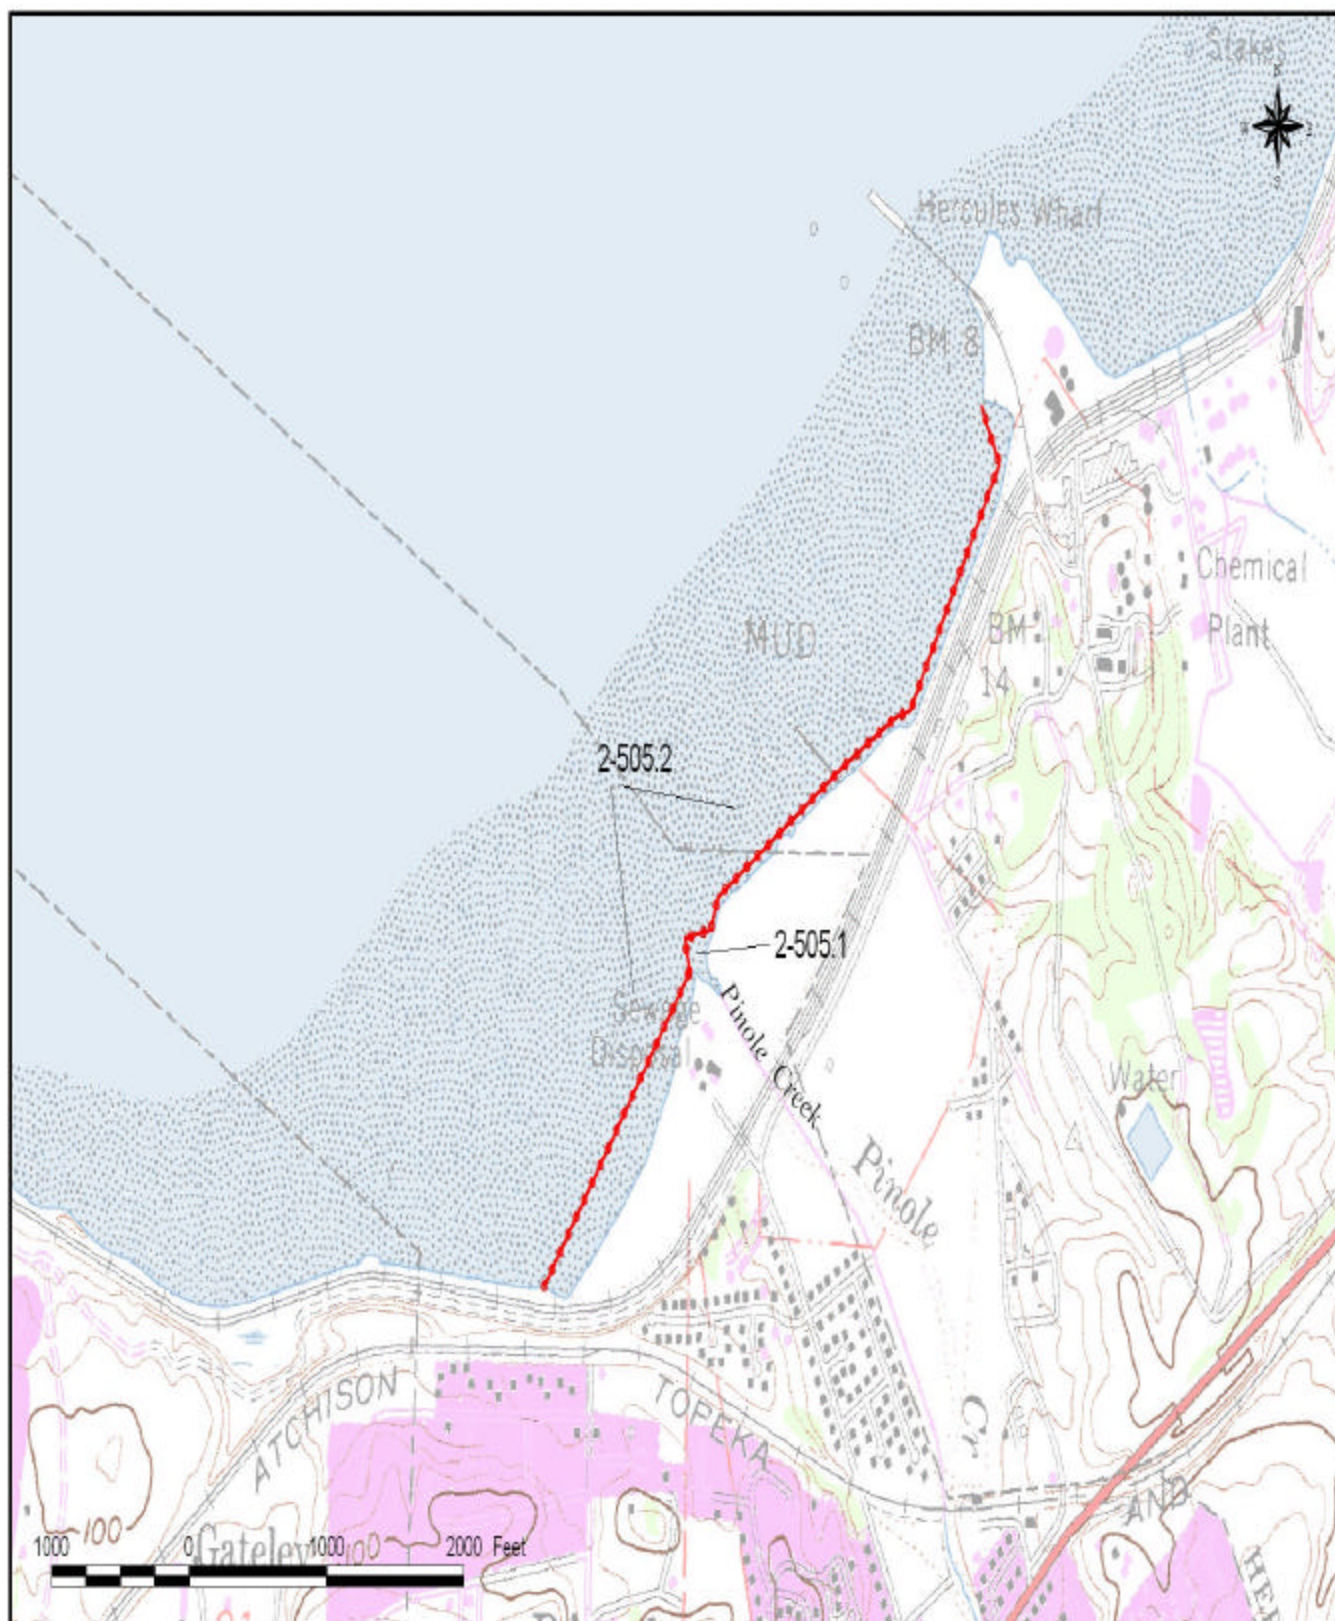 Stakes
Hercules Wharf
BM 8
Chemical
Plant
MUD
BM
14
2-505.2
2-505.1
Sewage
Disposal
Pinole Creek
Water
Pinole
Cr
ATCHISON
TOPEKA
AND
100
100
Gateley
1000 0 1000 2000 Feet